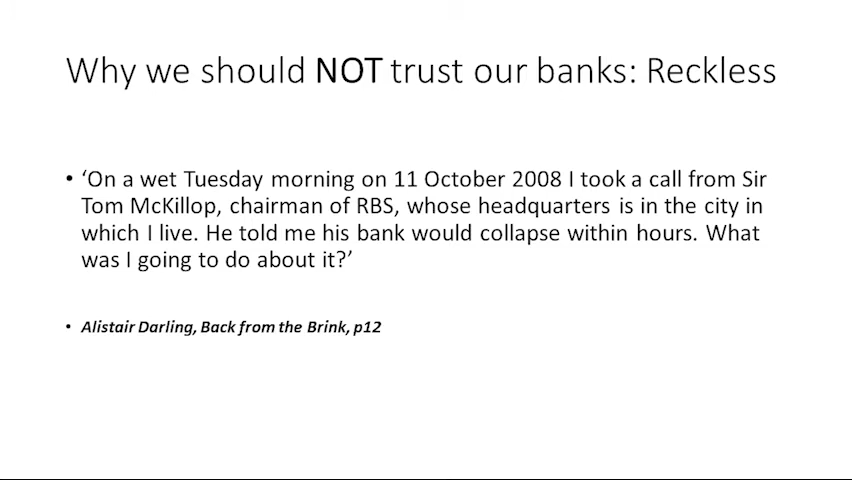 Why we should NOT trust our banks: Reckless
• ‘On a wet Tuesday morning on 11 October 2008 I took a call from Sir
Tom McKillop, chairman of RBS, whose headquarters is in the city in
which I live. He told me his bank would collapse within hours. What
was I going to do about it?’
• Alistair Darling, Back from the Brink, p12